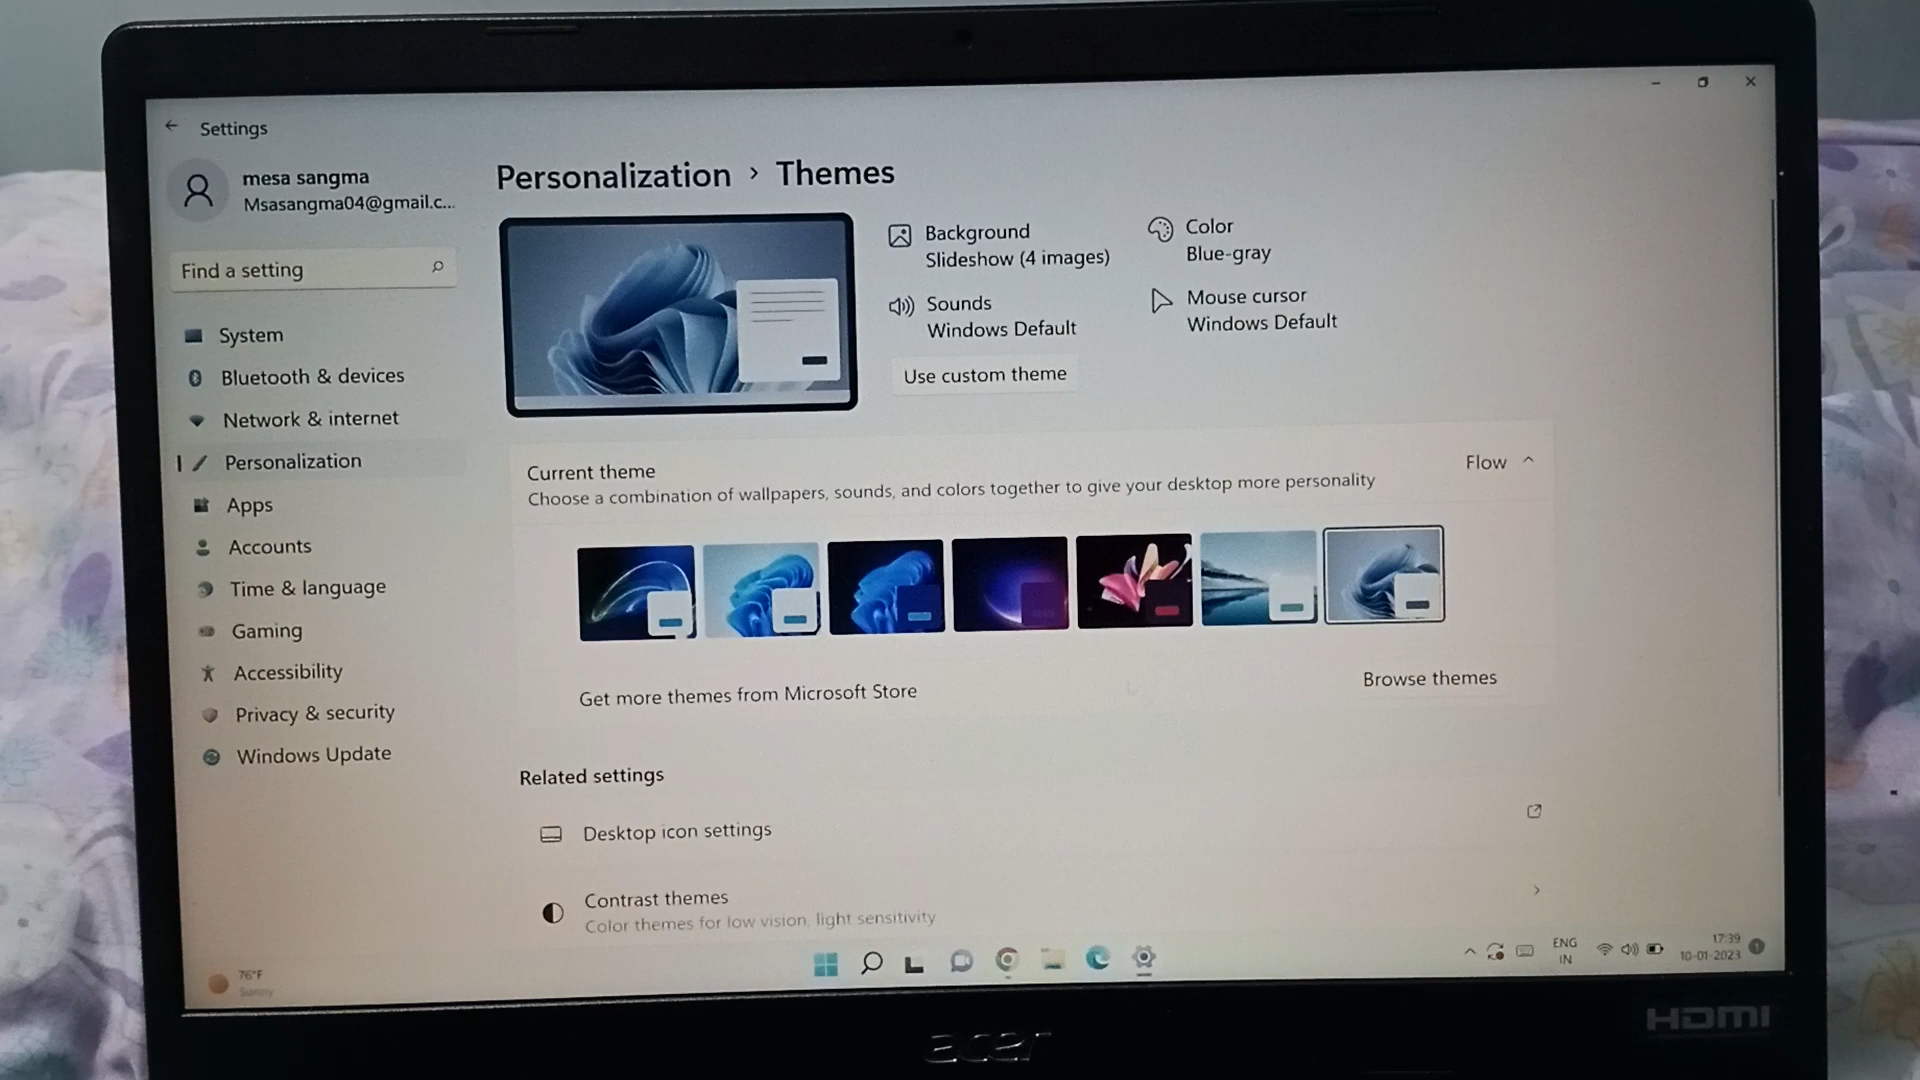 Settings
mesa sangma
Msasangma04@gmail.c...
Find a setting
System
Bluetooth & devices
Network & internet
Personalization
Apps
Accounts
Time & language
Gaming
Accessibility
Privacy & security
Windows Update
Personalization > Themes
Background
Slideshow (4 images)
Color
Blue-gray
Sounds
Windows Default
Mouse cursor
Windows Default
Use custom theme
Current theme
Choose a combination of wallpapers, sounds, and colors together to give your desktop more personality
Flow
Get more themes from Microsoft Store
Browse themes
Related settings
Desktop icon settings
Contrast themes
Color themes for low vision, light sensitivity
76°F
Sunny
ENG
IN
17:39
10-01-2023
1
acer
HDMI